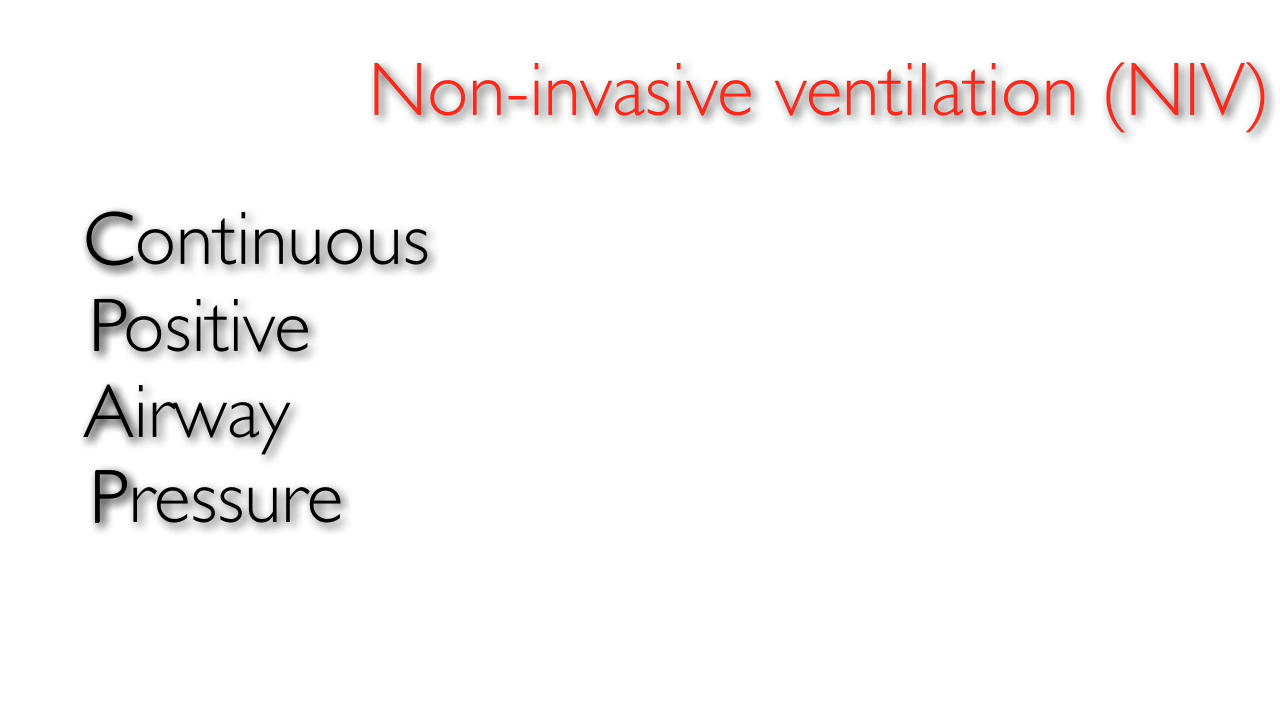 Non-invasive ventilation (NIV)
Continuous
Positive
Airway
Pressure